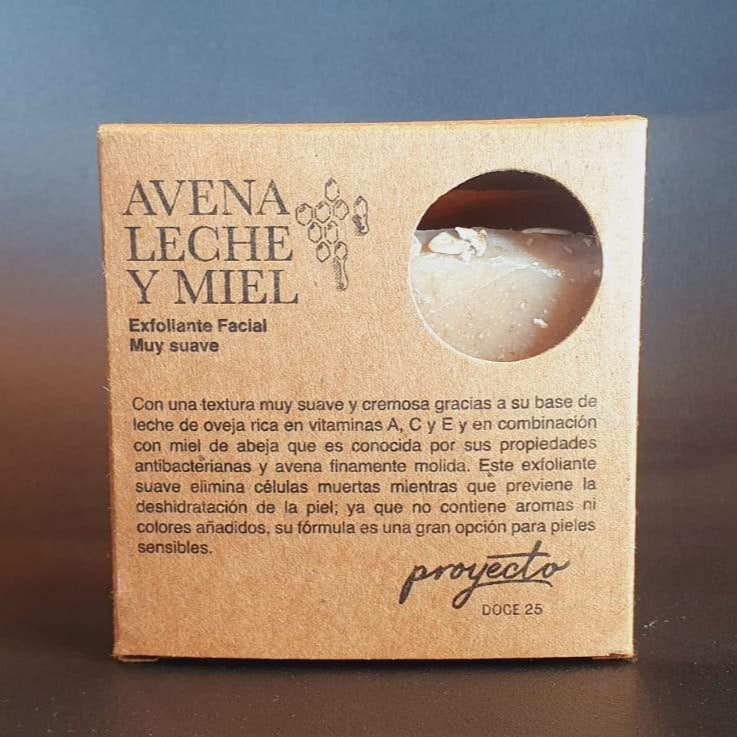 AVENA
LECHE
Y MIEL
Exfoliante Facial
Muy suave
Con una textura muy suave y cremosa gracias a su base de
leche de oveja rica en vitaminas A, C y E y en combinación
con miel de abeja que es conocida por sus propiedades
antibacterianas y avena finamente molida. Este exfoliante
suave elimina células muertas mientras que previene la
deshidratación de la piel; ya que no contiene aromas ni
colores añadidos, su fórmula es una gran opción para pieles
sensibles.
proyecto
DOCE 25